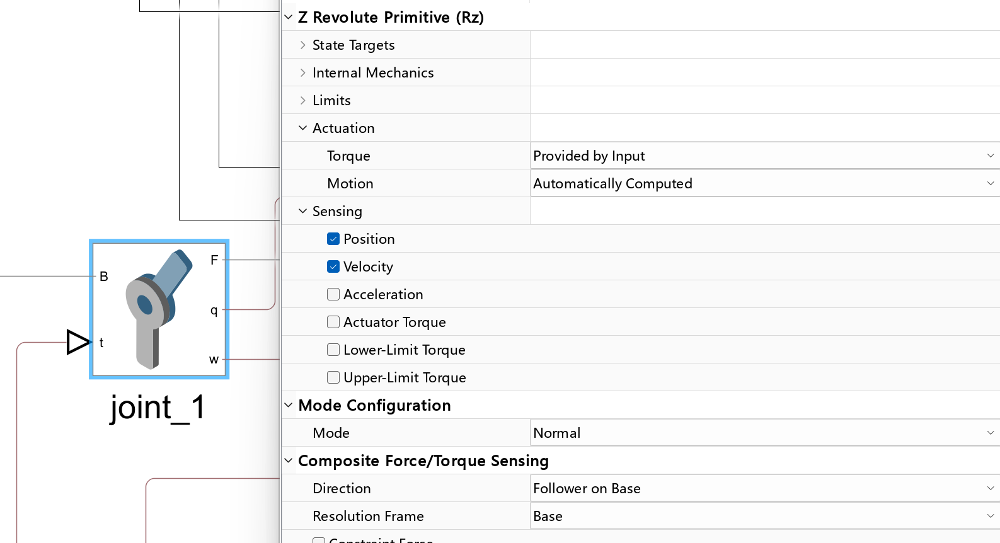 Z Revolute Primitive (Rz)
State Targets
Internal Mechanics
Limits
Actuation
Torque Provided by Input
Motion Automatically Computed
Sensing
Position
Velocity
Acceleration
Actuator Torque
Lower-Limit Torque
Upper-Limit Torque
Mode Configuration
Mode Normal
Composite Force/Torque Sensing
Direction Follower on Base
Resolution Frame Base
Constraint Force
B
F
q
t
w
joint_1